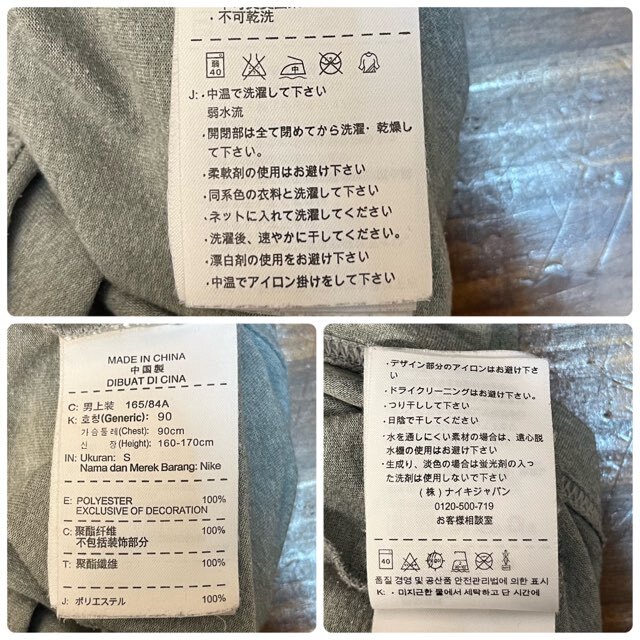 ・不可乾洗
弱
40
中
J: ・中温で洗濯して下さい
弱水流
・開閉部は全て閉めてから洗濯・乾燥し
て下さい。
・柔軟剤の使用はお避け下さい
・同系色の衣料と洗濯して下さい
・ネットに入れて洗濯してください
・洗濯後、速やかに干してください。
・漂白剤の使用をお避け下さい
・中温でアイロン掛けをして下さい
MADE IN CHINA
中国製
DIBUAT DI CINA
C: 男上装 165/84A
K: 호칭(Generic): 90
가슴둘레(Chest): 90cm
신 장(Height): 160-170cm
IN: Ukuran: S
Nama dan Merek Barang: Nike
E: POLYESTER 100%
EXCLUSIVE OF DECORATION
C: 聚酯纤维 100%
不包括装饰部分
T: 聚酯纖維 100%
J: ポリエステル 100%
・デザイン部分のアイロンはお避け下さ
い
・ドライクリーニングはお避け下さい。
・つり干しして下さい
・日陰で干してください
・水を通しにくい素材の場合は、遠心脱
水機の使用はお避け下さい
・生成り、淡色の場合は蛍光剤の入っ
た洗剤は使用しないで下さい
(株) ナイキジャパン
0120-500-719
お客様相談室
40
품질 경영 및 공산품 안전관리법에 의한 표시
K: ・미지근한 물에서 세탁하고 단 시간에